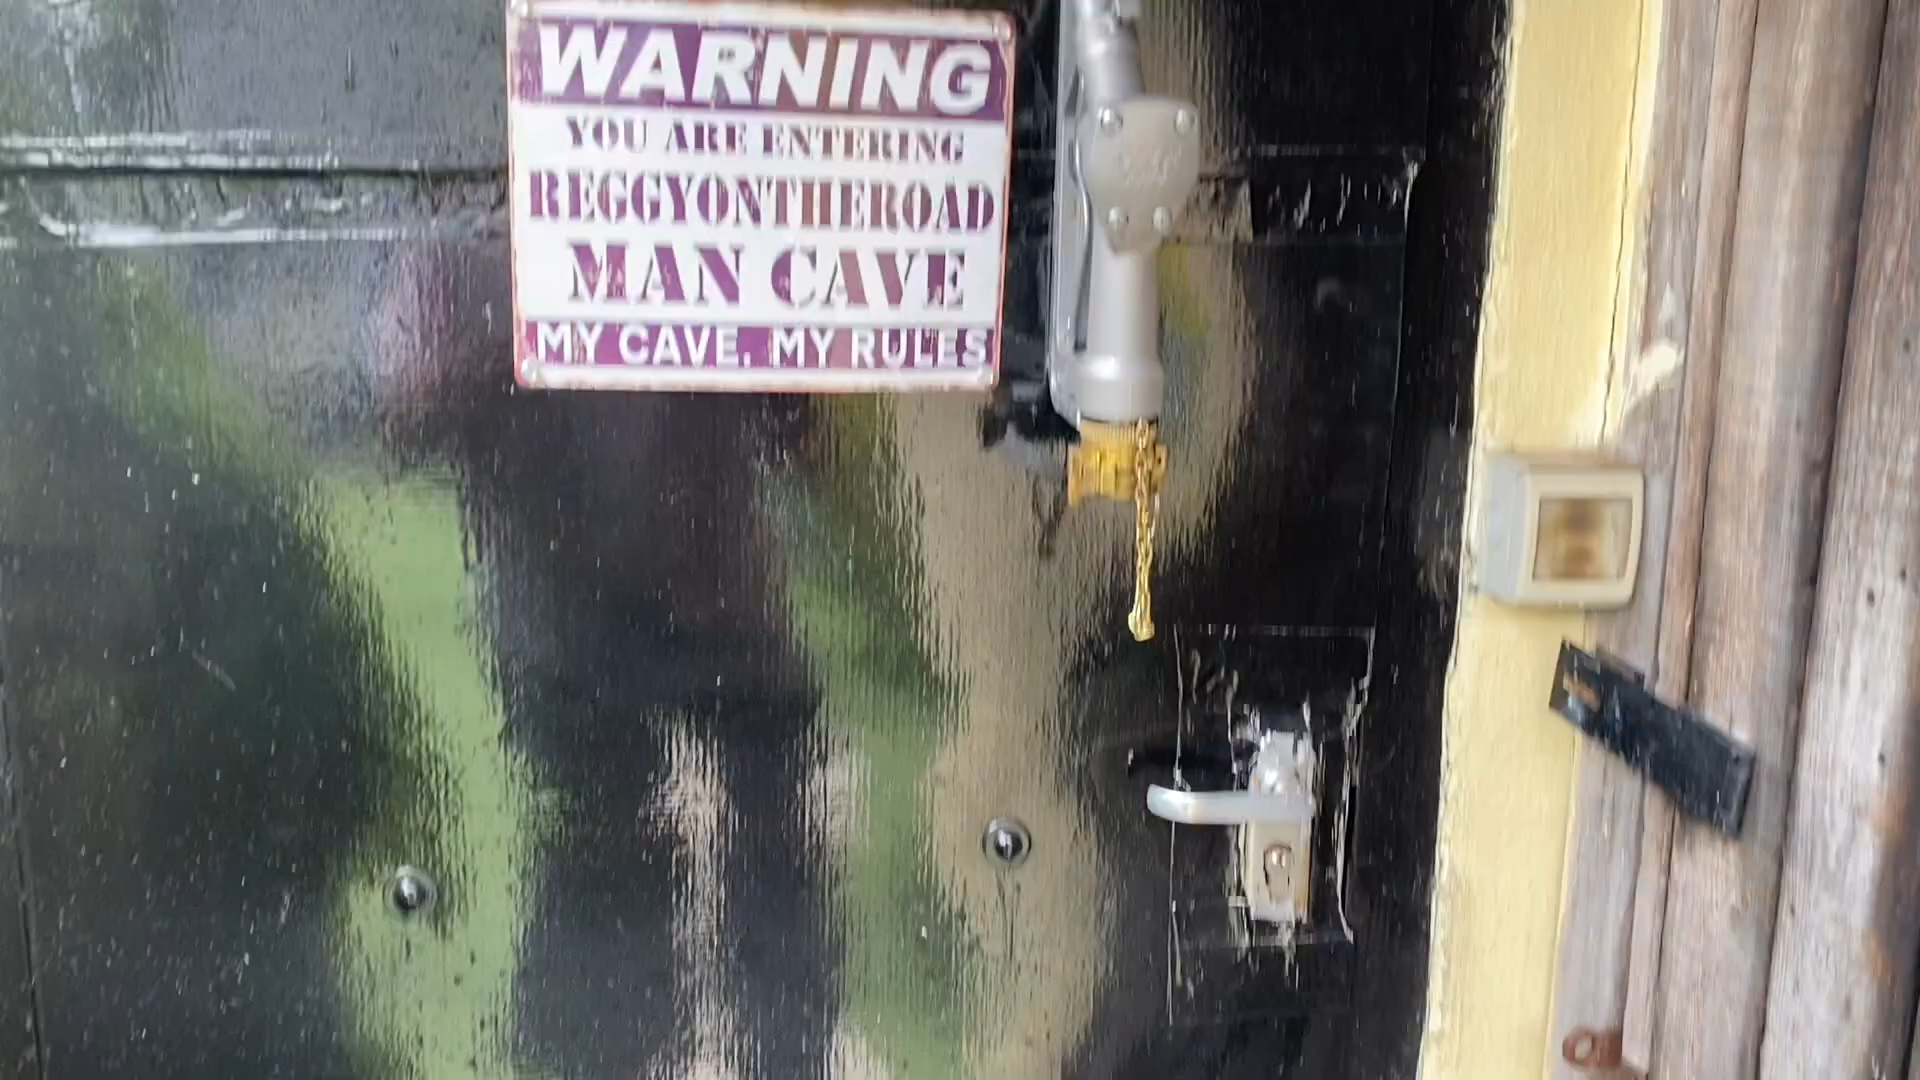 WARNING
YOU ARE ENTERING
REGGYONTHEROAD
MAN CAVE
MY CAVE, MY RULES